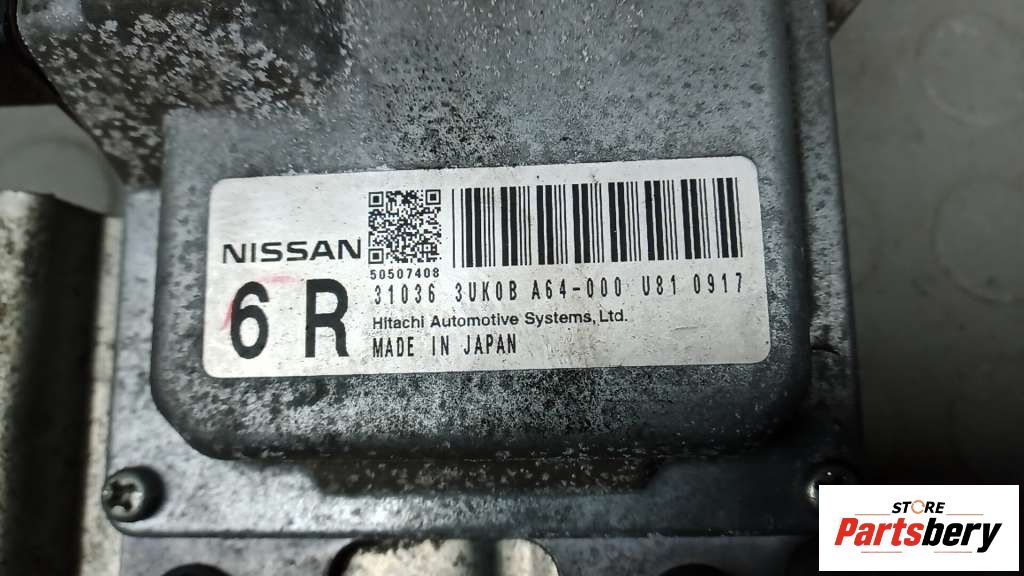 NISSAN
50507408
6 R
31036 3UK0B A64-000 U81 0917
Hitachi Automotive Systems, Ltd.
MADE IN JAPAN
STORE
Partsbery